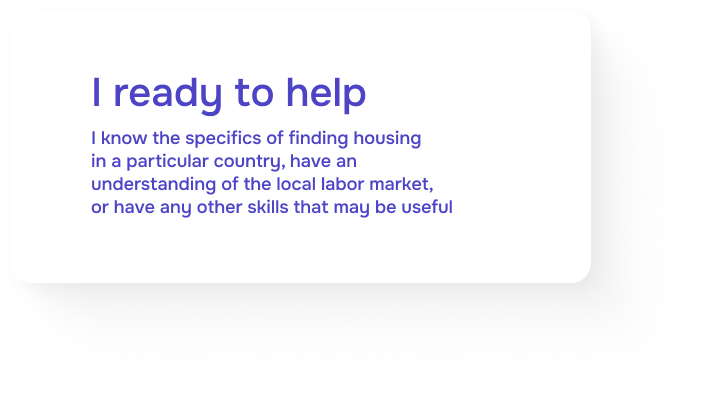 I ready to help
I know the specifics of finding housing
in a particular country, have an
understanding of the local labor market,
or have any other skills that may be useful